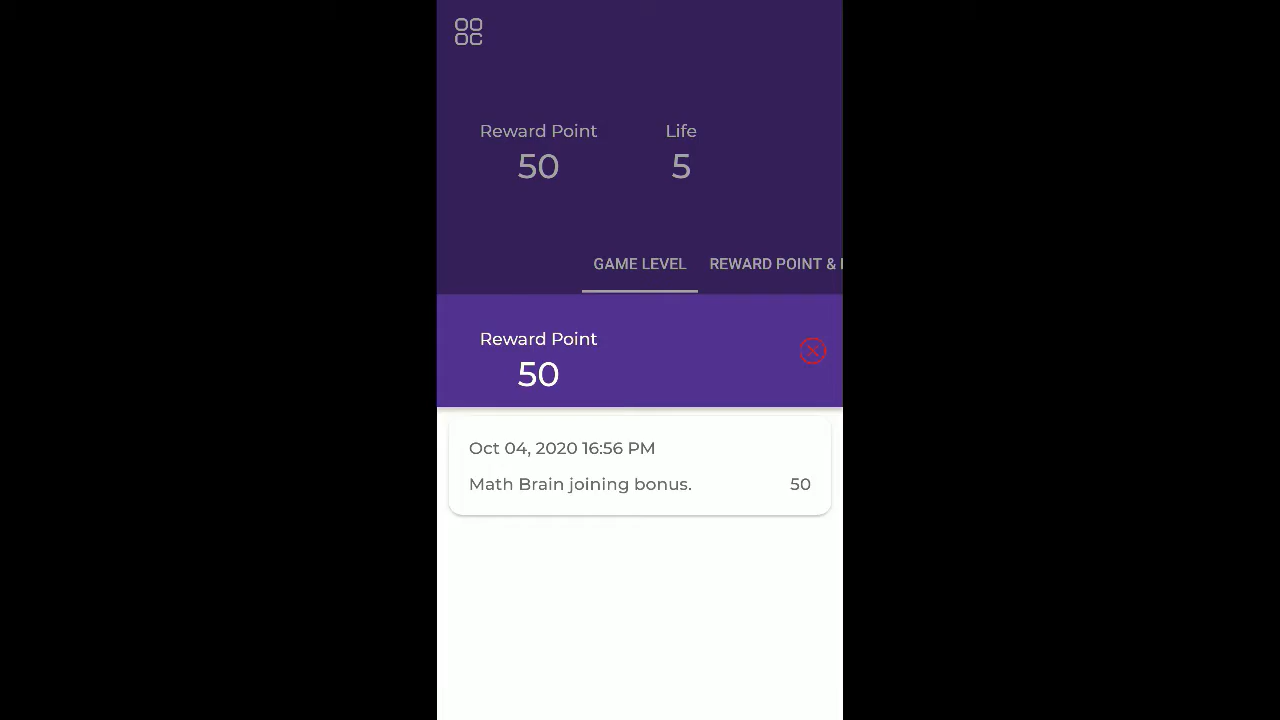 Reward Point Life
50 5
GAME LEVEL REWARD POINT &
Reward Point
50
Oct 04, 2020 16:56 PM
Math Brain joining bonus. 50